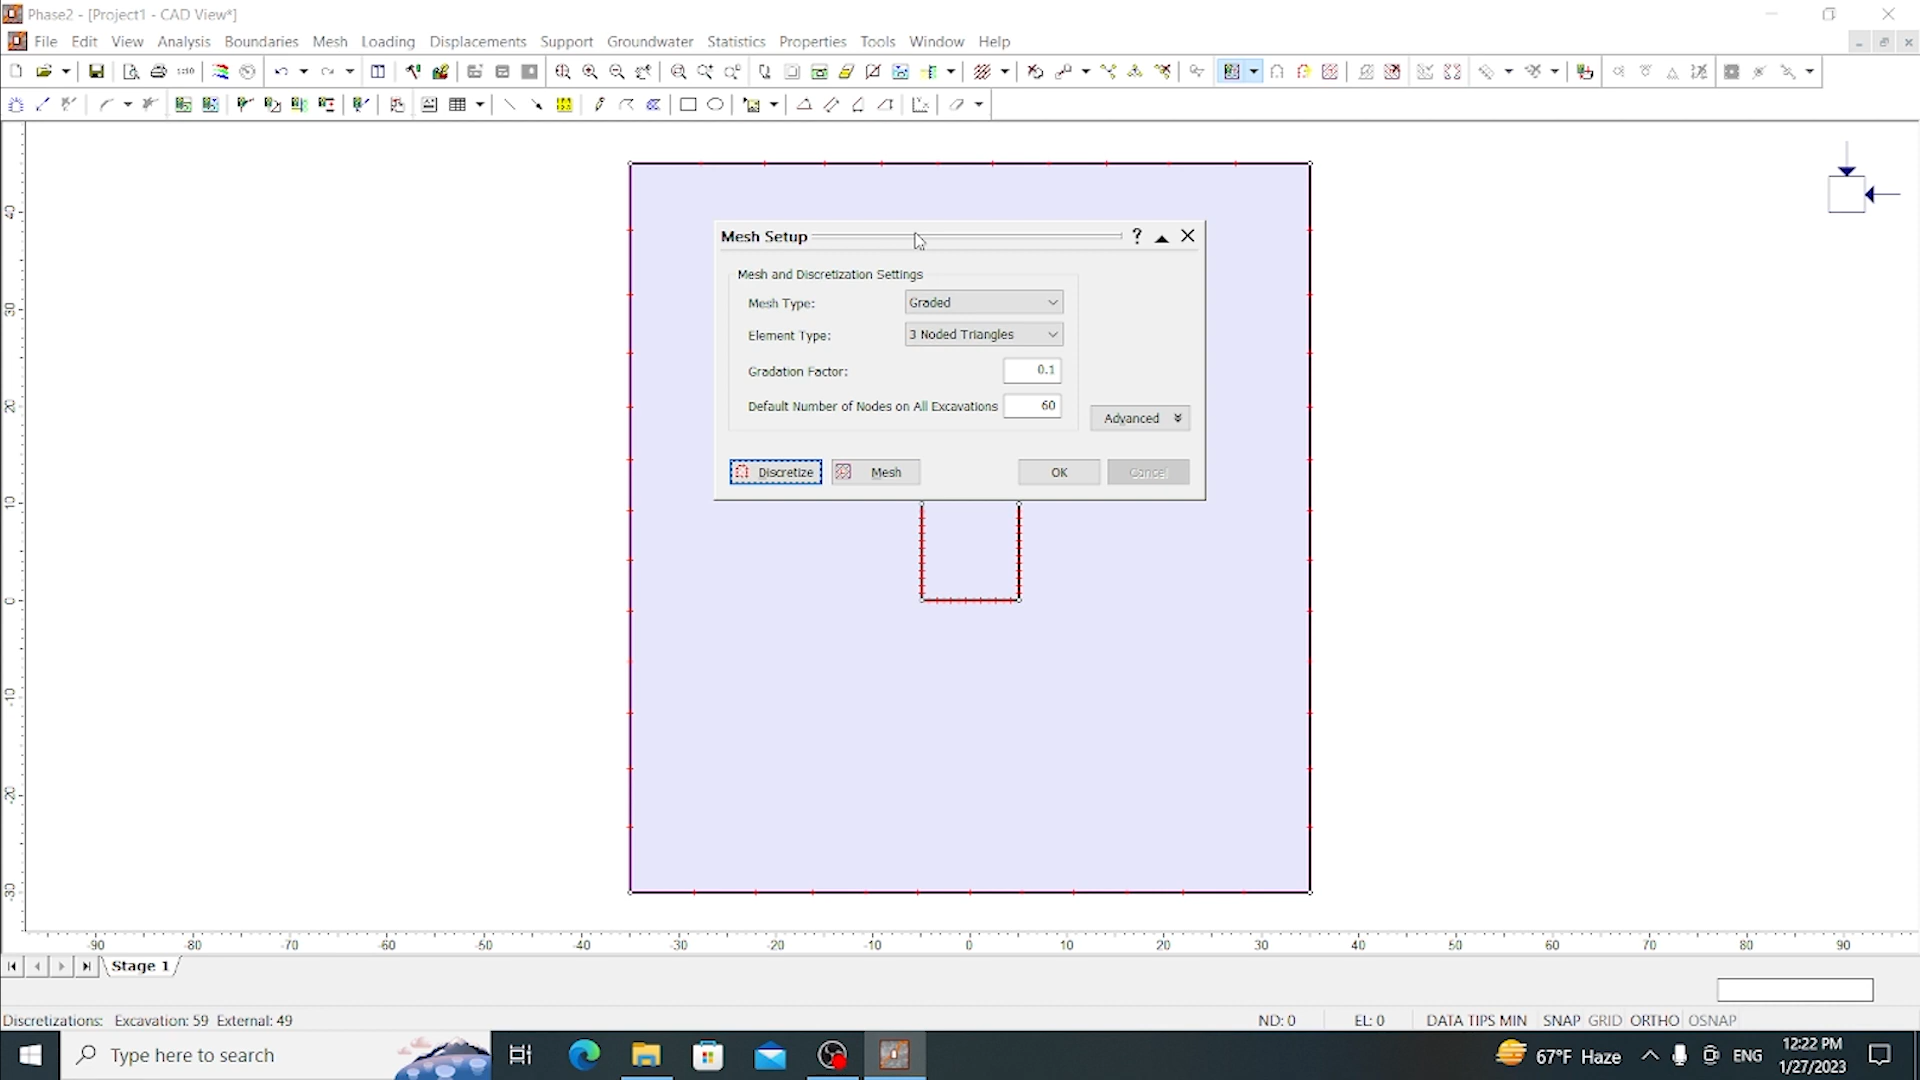 Phase2 - [Project1 - CAD View*]
File Edit View Analysis Boundaries Mesh Loading Displacements Support Groundwater Statistics Properties Tools Window Help
Mesh Setup
Mesh and Discretization Settings
Mesh Type: Graded
Element Type: 3 Noded Triangles
Gradation Factor: 0.1
Default Number of Nodes on All Excavations 60
Advanced
Discretize Mesh OK Cancel
40
30
20
10
0
-10
-20
-30
-90 -80 -70 -60 -50 -40 -30 -20 -10 0 10 20 30 40 50 60 70 80 90
Stage 1
Discretizations: Excavation: 59 External: 49 ND: 0 EL: 0 DATA TIPS MIN SNAP GRID ORTHO OSNAP
Type here to search 67°F Haze ENG 12:22 PM
1/27/2023